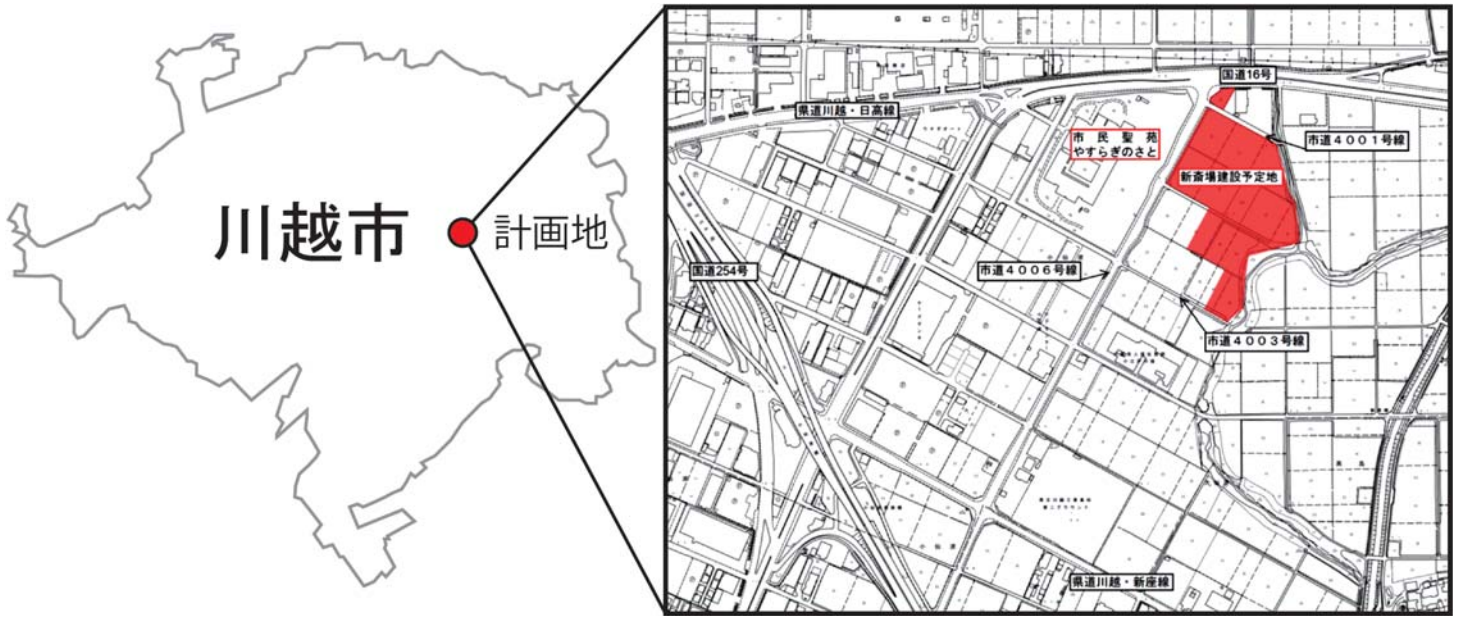 川越市
計画地
国道16号
県道川越・日高線
市道4001号線
市民聖苑
やすらぎのさと
新斎場建設予定地
国道254号
市道4006号線
市道4003号線
県道川越・新座線